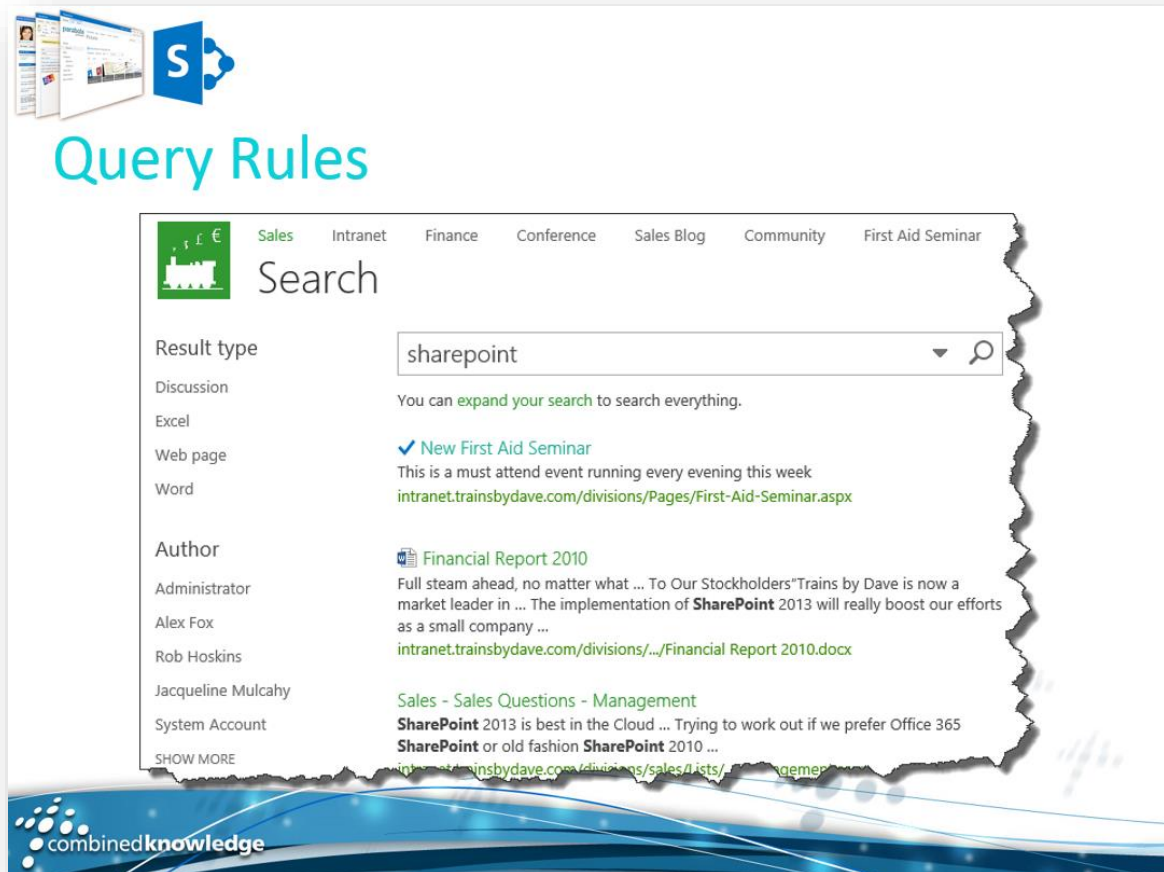 Query Rules
Sales Intranet Finance Conference Sales Blog Community First Aid Seminar
Search
Result type
Discussion
Excel
Web page
Word
Author
Administrator
Alex Fox
Rob Hoskins
Jacqueline Mulcahy
System Account
SHOW MORE
sharepoint
You can expand your search to search everything.
New First Aid Seminar
This is a must attend event running every evening this week
intranet.trainsbydave.com/divisions/Pages/First-Aid-Seminar.aspx
Financial Report 2010
Full steam ahead, no matter what ... To Our Stockholders"Trains by Dave is now a
market leader in ... The implementation of SharePoint 2013 will really boost our efforts
as a small company ...
intranet.trainsbydave.com/divisions/.../Financial Report 2010.docx
Sales - Sales Questions - Management
SharePoint 2013 is best in the Cloud ... Trying to work out if we prefer Office 365
SharePoint or old fashion SharePoint 2010 ...
combinedknowledge